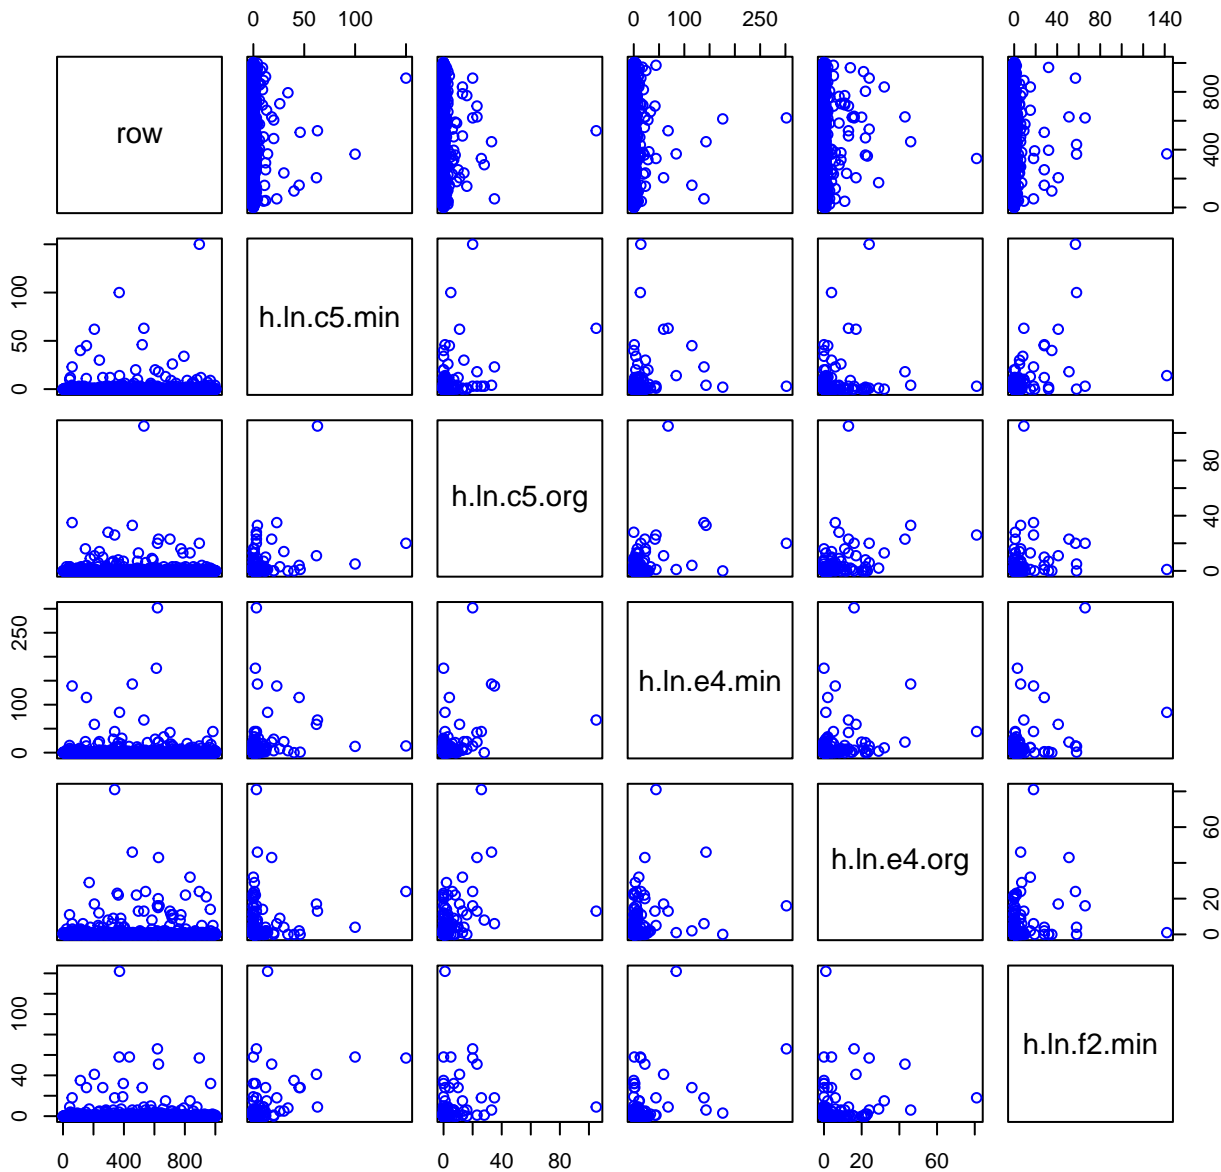 0 50 100 0 100 250 0 40 80 140
row 0 400 800
0 50 100 h.ln.c5.min
h.ln.c5.org 0 40 80
0 100 250 h.ln.e4.min
h.ln.e4.org 0 20 60
0 40 100 h.ln.f2.min
0 400 800 0 40 80 0 20 60